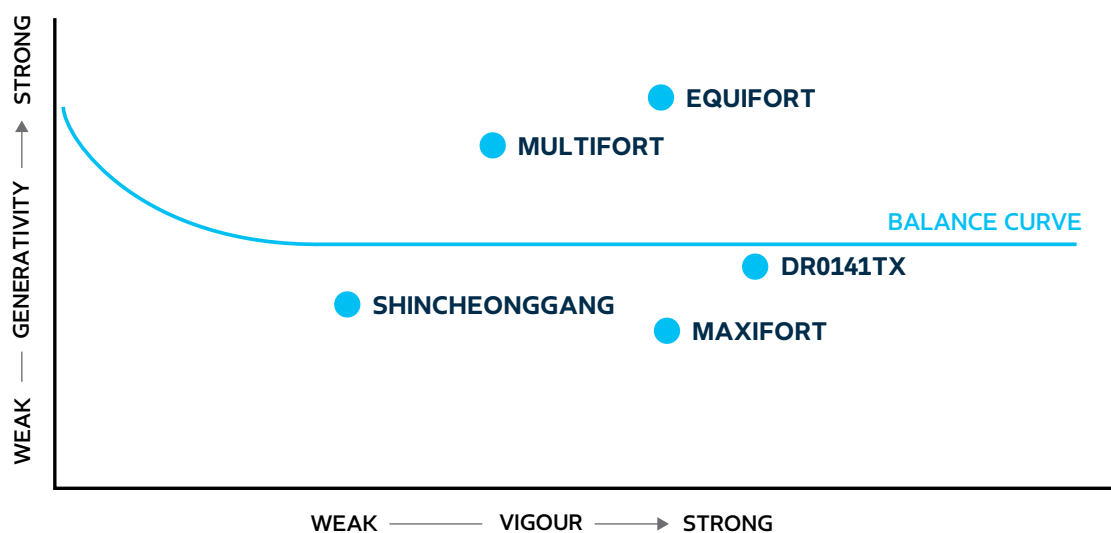 EQUIFORT
MULTIFORT
BALANCE CURVE
DR0141TX
SHINCHEONGGANG
MAXIFORT
WEAK GENERATIVITY STRONG
WEAK VIGOUR STRONG